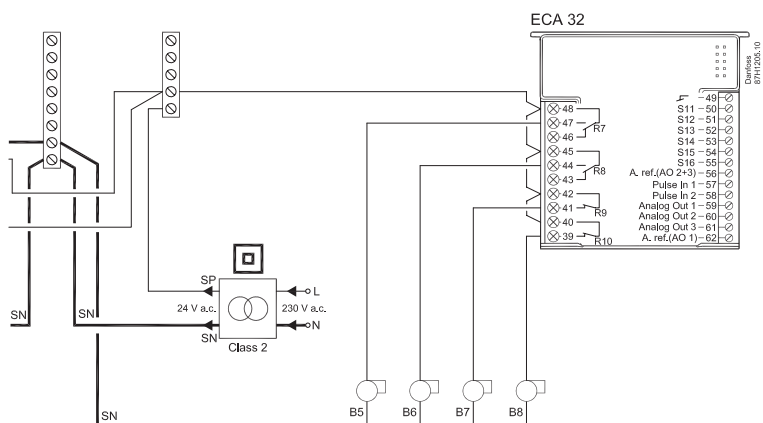 ECA 32
Danfoss
87H1205.10
48
47
46
R7
45
44
43
R8
42
41
R9
40
39
R10
49
S11 50
S12 51
S13 52
S14 53
S15 54
S16 55
A. ref.(AO 2+3) 56
Pulse In 1 57
Pulse In 2 58
Analog Out 1 59
Analog Out 2 60
Analog Out 3 61
A. ref.(AO 1) 62
SP
L
24 V a.c.
230 V a.c.
SN
SN
SN
N
Class 2
B5
B6
B7
B8
SN